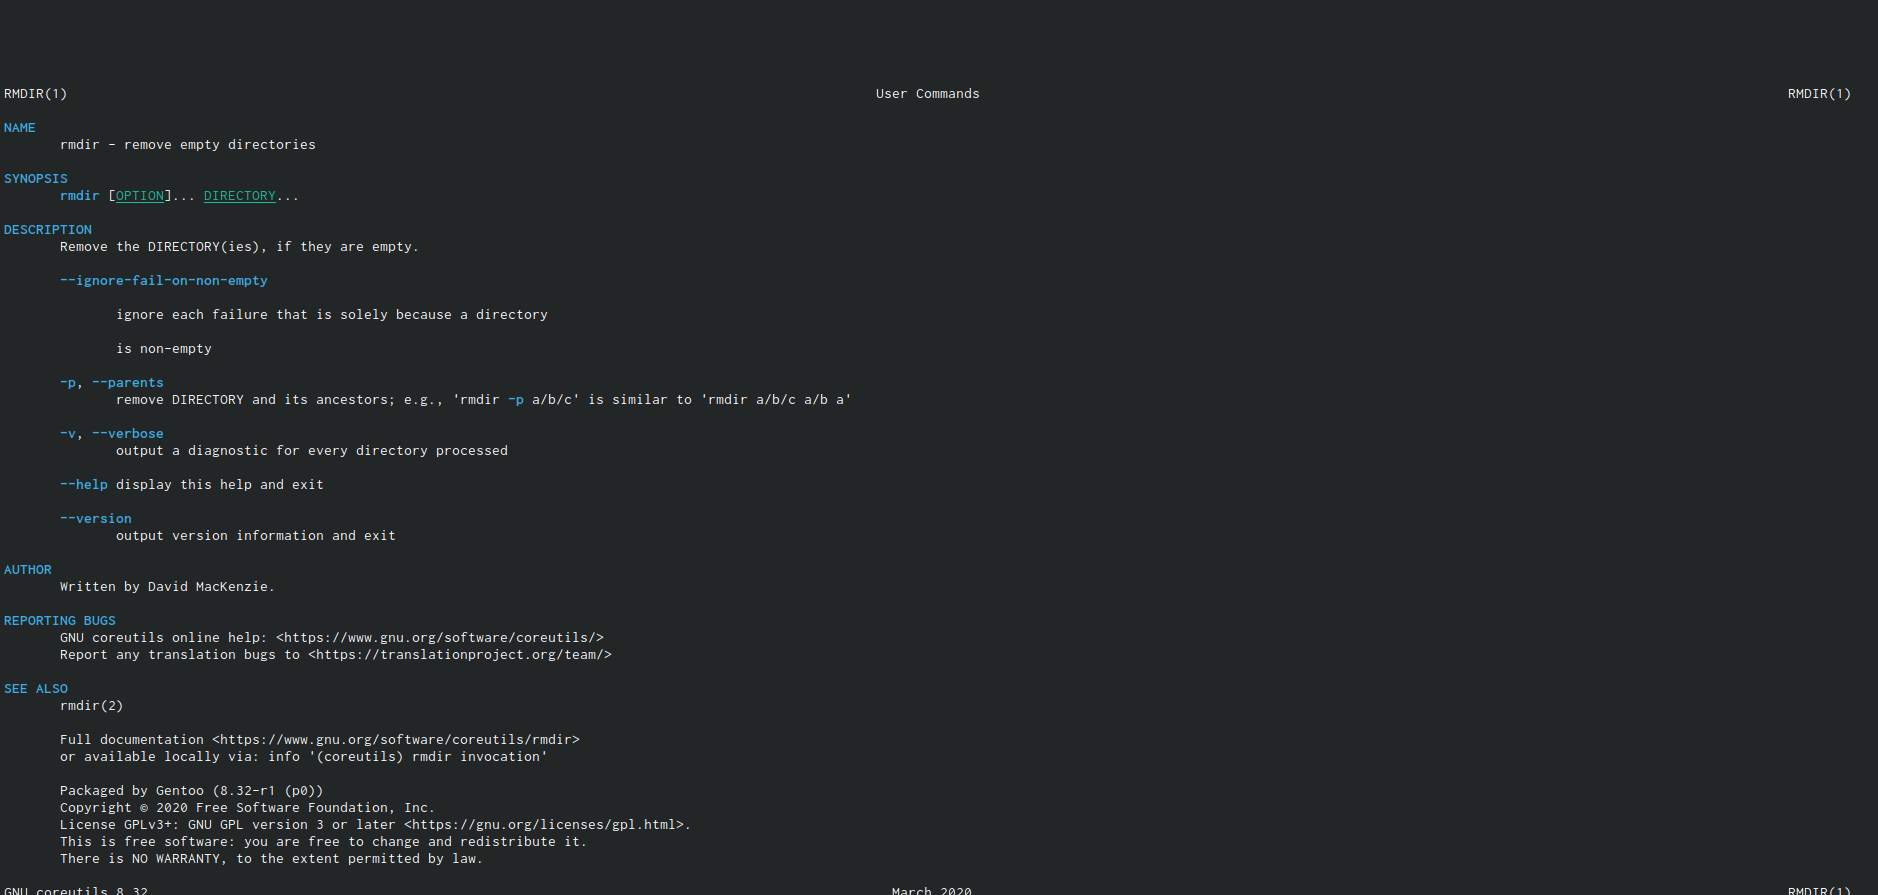 RMDIR(1) User Commands RMDIR(1)
NAME
rmdir - remove empty directories
SYNOPSIS
rmdir [OPTION]... DIRECTORY...
DESCRIPTION
Remove the DIRECTORY(ies), if they are empty.
--ignore-fail-on-non-empty
ignore each failure that is solely because a directory
is non-empty
-p, --parents
remove DIRECTORY and its ancestors; e.g., 'rmdir -p a/b/c' is similar to 'rmdir a/b/c a/b a'
-v, --verbose
output a diagnostic for every directory processed
--help display this help and exit
--version
output version information and exit
AUTHOR
Written by David MacKenzie.
REPORTING BUGS
GNU coreutils online help: <https://www.gnu.org/software/coreutils/>
Report any translation bugs to <https://translationproject.org/team/>
SEE ALSO
rmdir(2)
Full documentation <https://www.gnu.org/software/coreutils/rmdir>
or available locally via: info '(coreutils) rmdir invocation'
Packaged by Gentoo (8.32-r1 (p0))
Copyright © 2020 Free Software Foundation, Inc.
License GPLv3+: GNU GPL version 3 or later <https://gnu.org/licenses/gpl.html>.
This is free software: you are free to change and redistribute it.
There is NO WARRANTY, to the extent permitted by law.
GNU coreutils 8.32 March 2020 RMDIR(1)